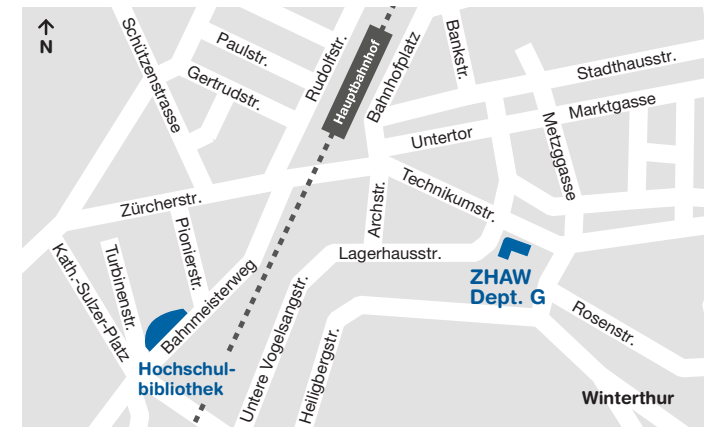 N
Schützenstrasse
Paulstr.
Gertrudstr.
Rudolfstr.
Hauptbahnhof
Bahnhofplatz
Bankstr.
Stadthausstr.
Marktgasse
Untertor
Metzggasse
Technikumstr.
Zürcherstr.
Pionierstr.
Archstr.
Lagerhausstr.
Kath.-Sulzer-Platz
Turbinenstr.
Bahnmeisterweg
Untere Vogelsangstr.
Heiligbergstr.
ZHAW
Dept. G
Rosenstr.
Hochschul-
bibliothek
Winterthur